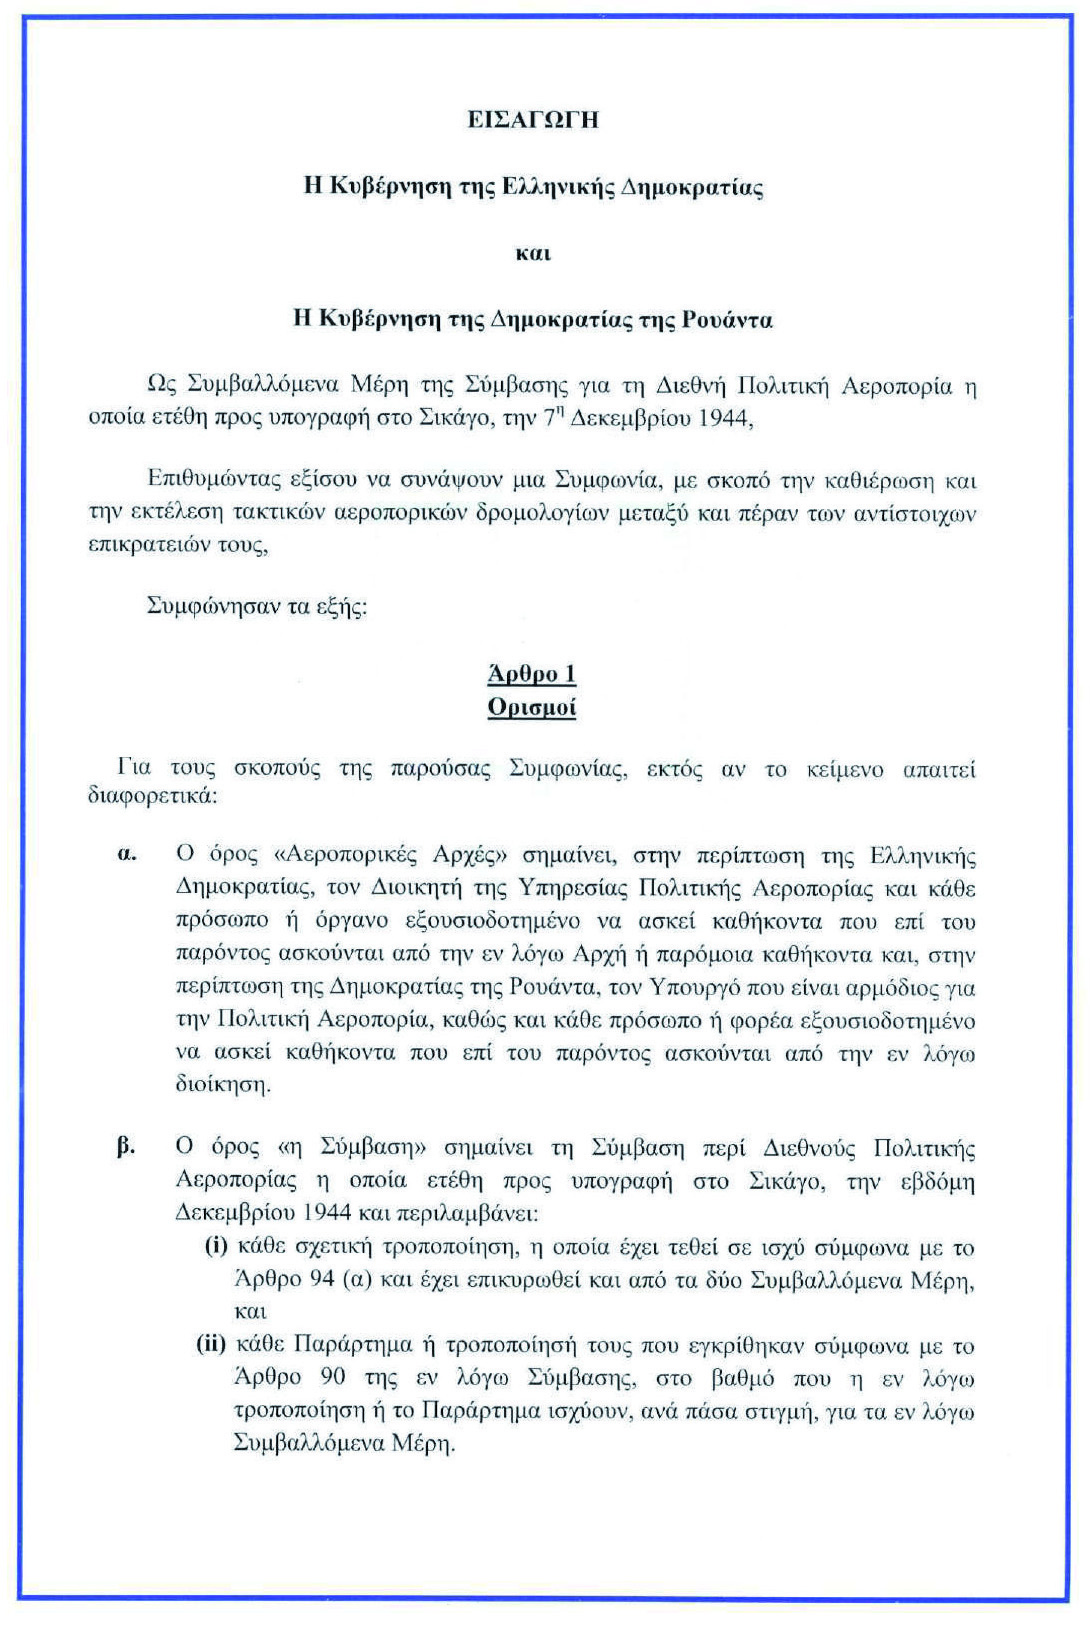 ΕΙΣΑΓΩΓΗ
Η Κυβέρνηση της Ελληνικής Δημοκρατίας
και
Η Κυβέρνηση της Δημοκρατίας της Ρουάντα
Ως Συμβαλλόμενα Μέρη της Σύμβασης για τη Διεθνή Πολιτική Αεροπορία η
οποία ετέθη προς υπογραφή στο Σικάγο, την 7η Δεκεμβρίου 1944,
Επιθυμώντας εξίσου να συνάψουν μια Συμφωνία, με σκοπό την καθιέρωση και
την εκτέλεση τακτικών αεροπορικών δρομολογίων μεταξύ και πέραν των αντίστοιχων
επικρατειών τους,
Συμφώνησαν τα εξής:
Άρθρο 1
Ορισμοί
Για τους σκοπούς της παρούσας Συμφωνίας, εκτός αν το κείμενο απαιτεί
διαφορετικά:
α. Ο όρος «Αεροπορικές Αρχές» σημαίνει, στην περίπτωση της Ελληνικής
Δημοκρατίας, τον Διοικητή της Υπηρεσίας Πολιτικής Αεροπορίας και κάθε
πρόσωπο ή όργανο εξουσιοδοτημένο να ασκεί καθήκοντα που επί του
παρόντος ασκούνται από την εν λόγω Αρχή ή παρόμοια καθήκοντα και, στην
περίπτωση της Δημοκρατίας της Ρουάντα, τον Υπουργό που είναι αρμόδιος για
την Πολιτική Αεροπορία, καθώς και κάθε πρόσωπο ή φορέα εξουσιοδοτημένο
να ασκεί καθήκοντα που επί του παρόντος ασκούνται από την εν λόγω
διοίκηση.
β. Ο όρος «η Σύμβαση» σημαίνει τη Σύμβαση περί Διεθνούς Πολιτικής
Αεροπορίας η οποία ετέθη προς υπογραφή στο Σικάγο, την εβδόμη
Δεκεμβρίου 1944 και περιλαμβάνει:
(i) κάθε σχετική τροποποίηση, η οποία έχει τεθεί σε ισχύ σύμφωνα με το
Άρθρο 94 (α) και έχει επικυρωθεί και από τα δύο Συμβαλλόμενα Μέρη,
και
(ii) κάθε Παράρτημα ή τροποποίησή τους που εγκρίθηκαν σύμφωνα με το
Άρθρο 90 της εν λόγω Σύμβασης, στο βαθμό που η εν λόγω
τροποποίηση ή το Παράρτημα ισχύουν, ανά πάσα στιγμή, για τα εν λόγω
Συμβαλλόμενα Μέρη.